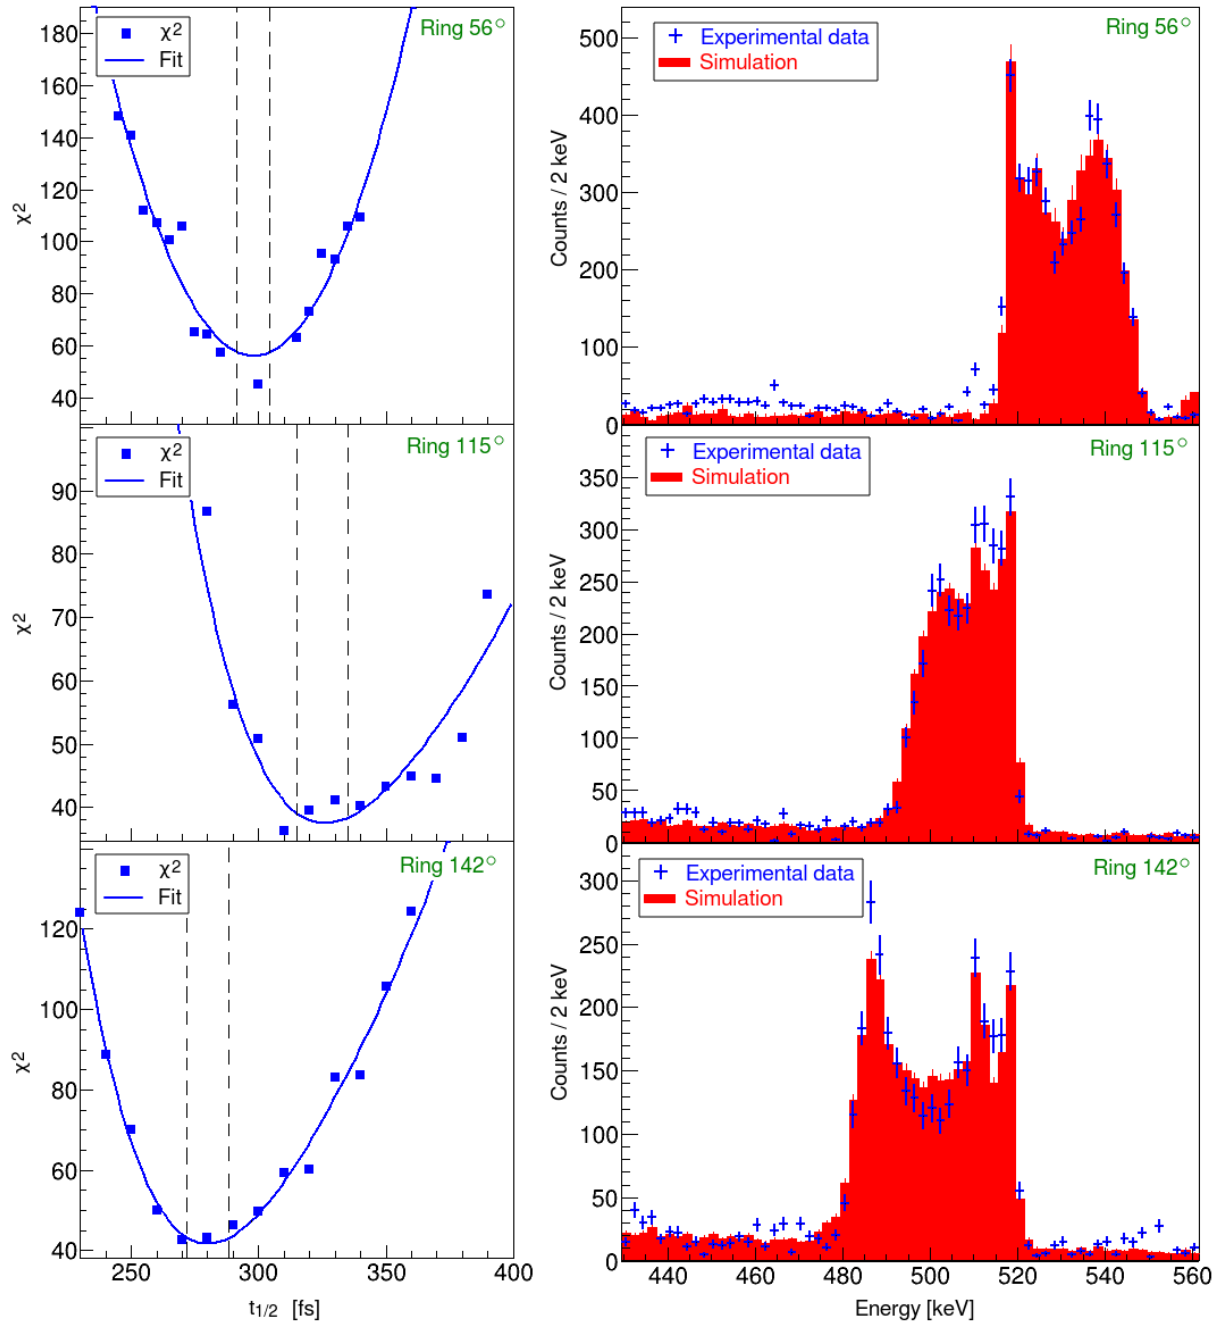 χ²
Fit
Ring 56°
180
160
140
120
100
80
60
40
χ²
Experimental data
Simulation
Ring 56°
500
400
300
200
100
0
Counts / 2 keV
χ²
Fit
Ring 115°
90
80
70
60
50
40
χ²
Experimental data
Simulation
Ring 115°
350
300
250
200
150
100
50
0
Counts / 2 keV
χ²
Fit
Ring 142°
120
100
80
60
40
χ²
250 300 350 400
t1/2 [fs]
Experimental data
Simulation
Ring 142°
300
250
200
150
100
50
0
Counts / 2 keV
440 460 480 500 520 540 560
Energy [keV]